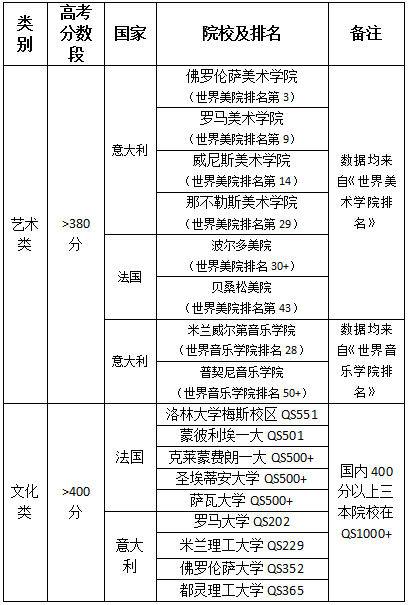 类别
高考分数段
国家
院校及排名
备注
艺术类
>380
分
意大利
佛罗伦萨美术学院
（世界美院排名第 3）
罗马美术学院
（世界美院排名第 9）
威尼斯美术学院
（世界美院排名第 14）
那不勒斯美术学院
（世界美院排名第 29）
数据均来
自《世界美
术学院排
名》
法国
波尔多美院
（世界美院排名 30+）
贝桑松美院
（世界美院排名第 43）
意大利
米兰威尔第音乐学院
（世界音乐学院排名 28）
普契尼音乐学院
（世界音乐学院排名 50+）
数据均来
自《世界音
乐学院排
名》
文化类
>400
分
法国
洛林大学梅斯校区 QS551
蒙彼利埃一大 QS501
克莱蒙费朗一大 QS500+
圣埃蒂安大学 QS500+
萨瓦大学 QS500+
意大
利
罗马大学 QS202
米兰理工大学 QS229
佛罗伦萨大学 QS352
都灵理工大学 QS365
国内 400
分以上三
本院校在
QS1000+